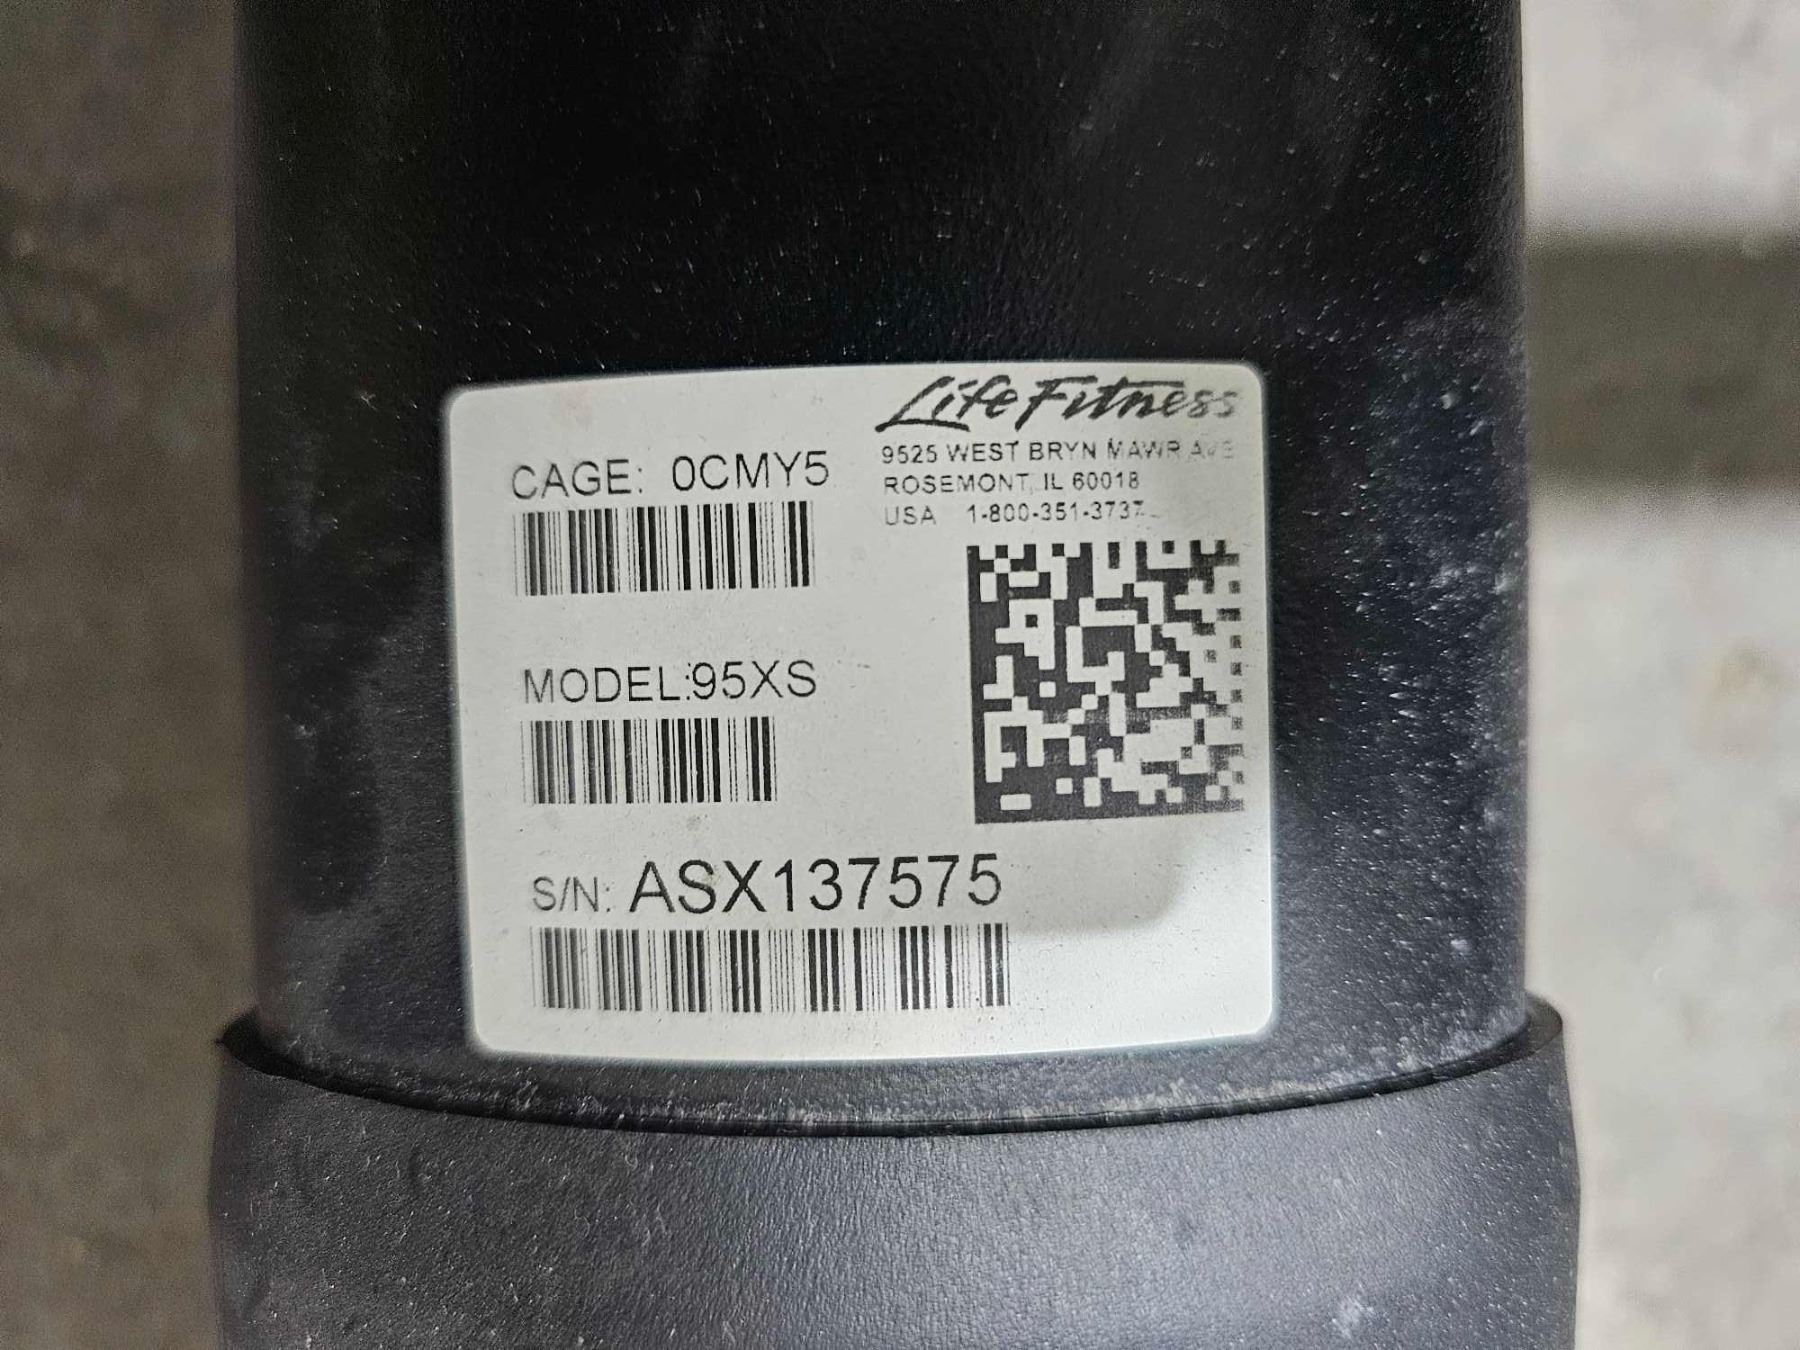 Life Fitness
9525 WEST BRYN MAWR AVE
ROSEMONT, IL 60018
USA 1-800-351-3737
CAGE: 0CMY5
MODEL:95XS
S/N: ASX137575